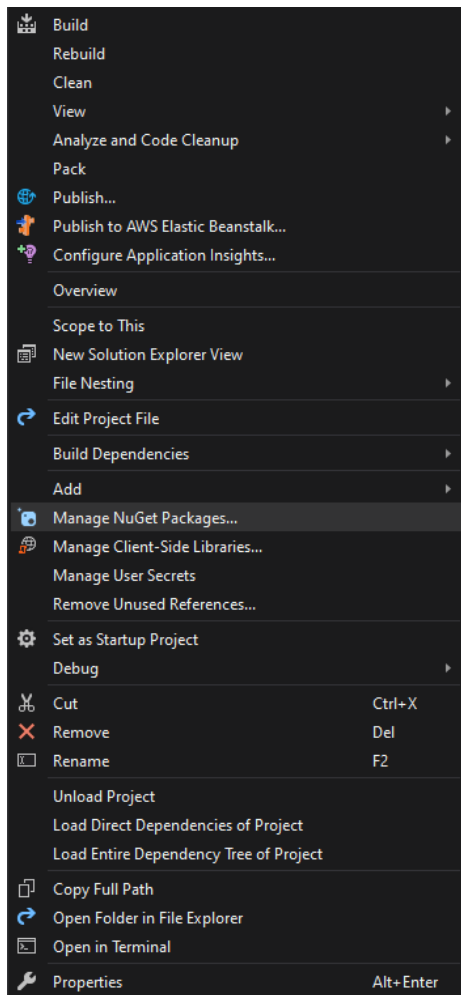 Build
Rebuild
Clean
View
Analyze and Code Cleanup
Pack
Publish...
Publish to AWS Elastic Beanstalk...
Configure Application Insights...
Overview
Scope to This
New Solution Explorer View
File Nesting
Edit Project File
Build Dependencies
Add
Manage NuGet Packages...
Manage Client-Side Libraries...
Manage User Secrets
Remove Unused References...
Set as Startup Project
Debug
Cut Ctrl+X
Remove Del
Rename F2
Unload Project
Load Direct Dependencies of Project
Load Entire Dependency Tree of Project
Copy Full Path
Open Folder in File Explorer
Open in Terminal
Properties Alt+Enter